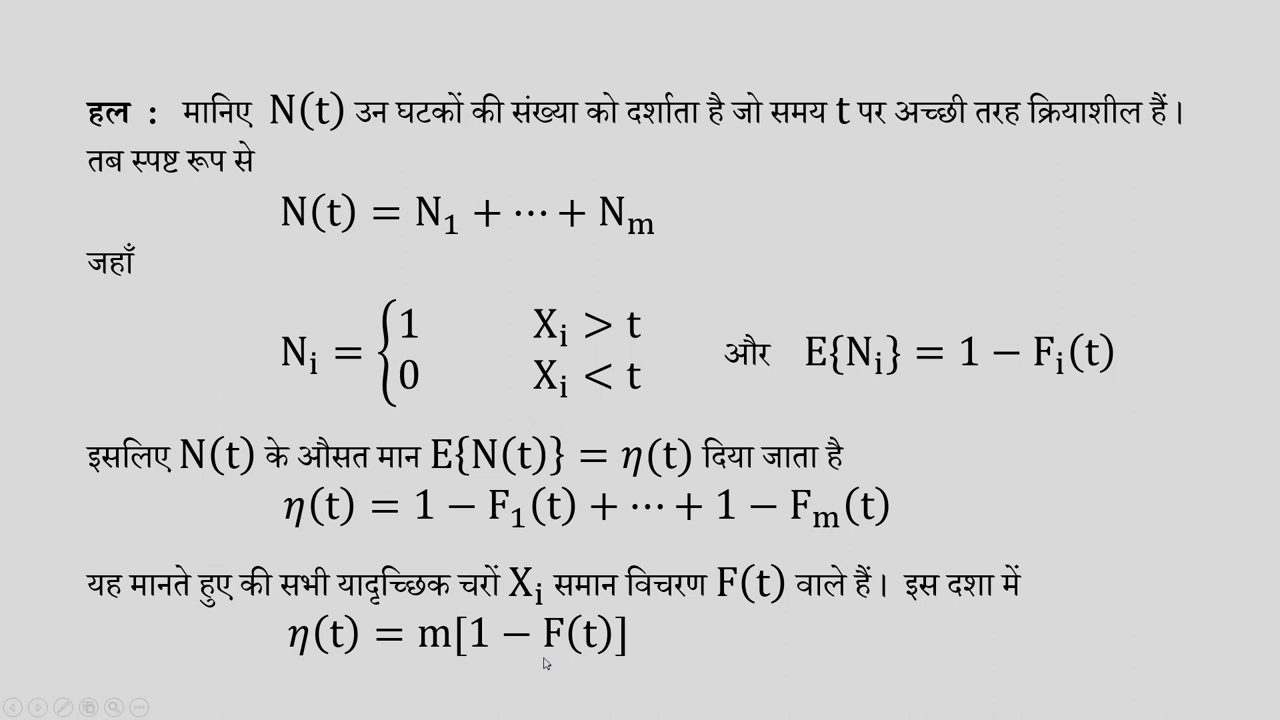 हल : मानिए N(t) उन घटकों की संख्या को दर्शाता है जो समय t पर अच्छी तरह क्रियाशील हैं।
तब स्पष्ट रूप से
N(t) = N₁ + ⋯ + Nₘ
जहाँ
Nᵢ = { 1 Xᵢ > t
0 Xᵢ < t और E{Nᵢ} = 1 − Fᵢ(t)
इसलिए N(t) के औसत मान E{N(t)} = η(t) दिया जाता है
η(t) = 1 − F₁(t) + ⋯ + 1 − Fₘ(t)
यह मानते हुए की सभी यादृच्छिक चरों Xᵢ समान विचरण F(t) वाले हैं। इस दशा में
η(t) = m[1 − F(t)]